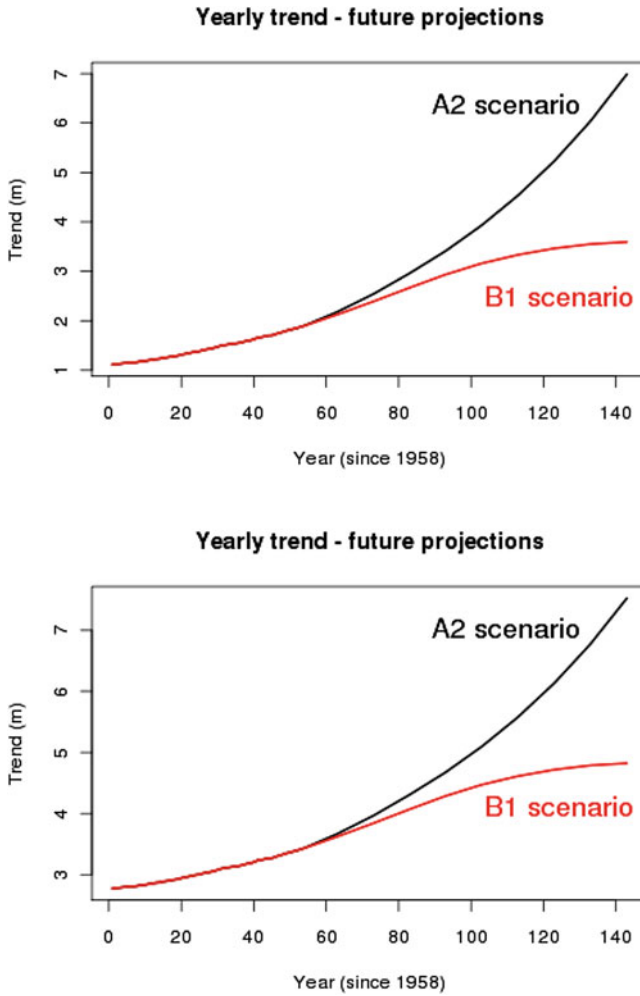 Yearly trend - future projections
7
6
5
4
3
2
1
Trend (m)
A2 scenario
B1 scenario
0 20 40 60 80 100 120 140
Year (since 1958)
Yearly trend - future projections
7
6
5
4
3
Trend (m)
A2 scenario
B1 scenario
0 20 40 60 80 100 120 140
Year (since 1958)